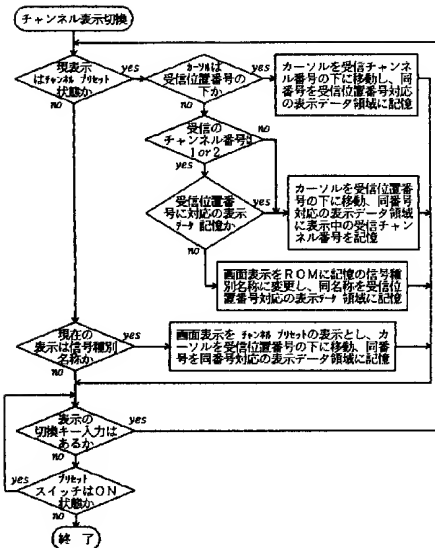 チャンネル表示切換
現表示
はチャンネル プリセット
状態か
yes
no
カーソルは
受信位置番号の
下か
yes
no
カーソルを受信チャンネ
ル番号の下に移動し、同
番号を受信位置番号対応
の表示データ領域に記憶
受信の
チャンネル番号は
1 or 2
no
yes
受信位置番
号に対応の表示
データ 記憶か
yes
no
カーソルを受信位置番
号の下に移動、同番号
対応の表示データ領域
に表示中の受信チャン
ネル番号を記憶
画面表示をROMに記憶の信号種
別名称に変更し、同名称を受信位
置番号対応の表示データ 領域に記憶
現在の
表示は信号種別
名称か
yes
no
画面表示を チャンネル プリセットの表示とし、カ
ーソルを受信位置番号の下に移動、同番
号を同番号対応の表示データ領域に記憶
表示の
切換キー入力は
あるか
yes
no
プリセット
スイッチはON
状態か
yes
no
終 了